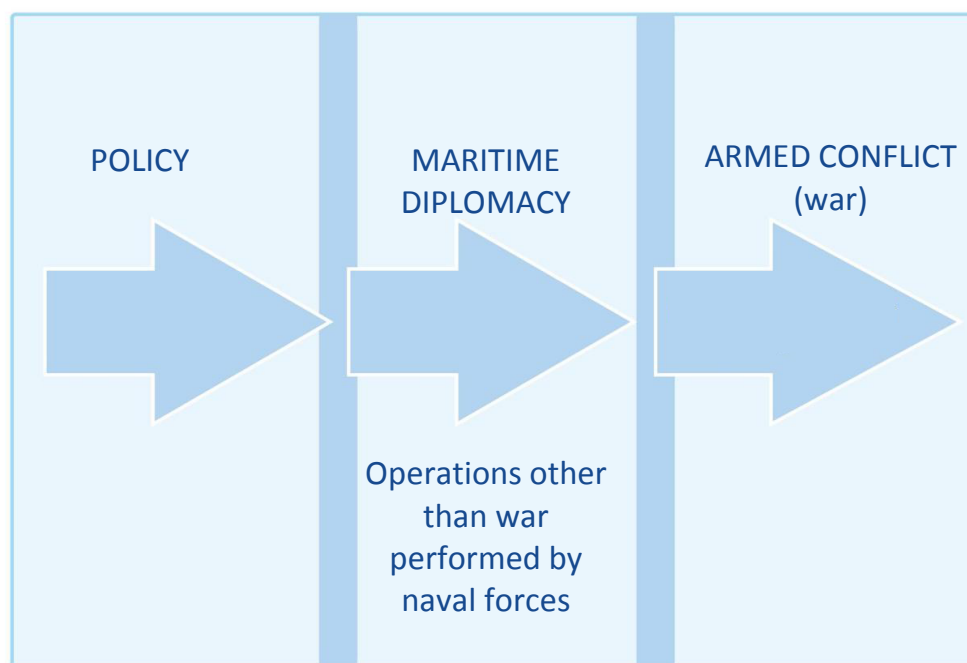 POLICY
MARITIME
DIPLOMACY
ARMED CONFLICT
(war)
Operations other
than war
performed by
naval forces